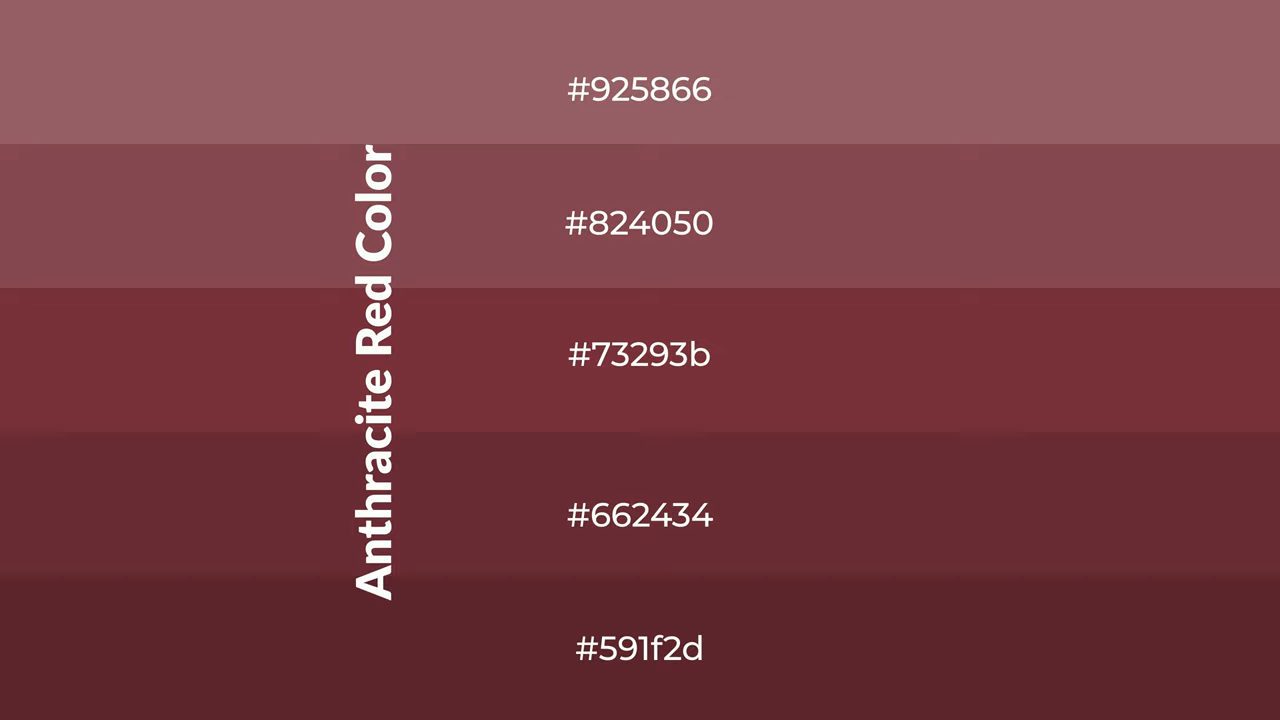 Anthracite Red Color
#925866
#824050
#73293b
#662434
#591f2d